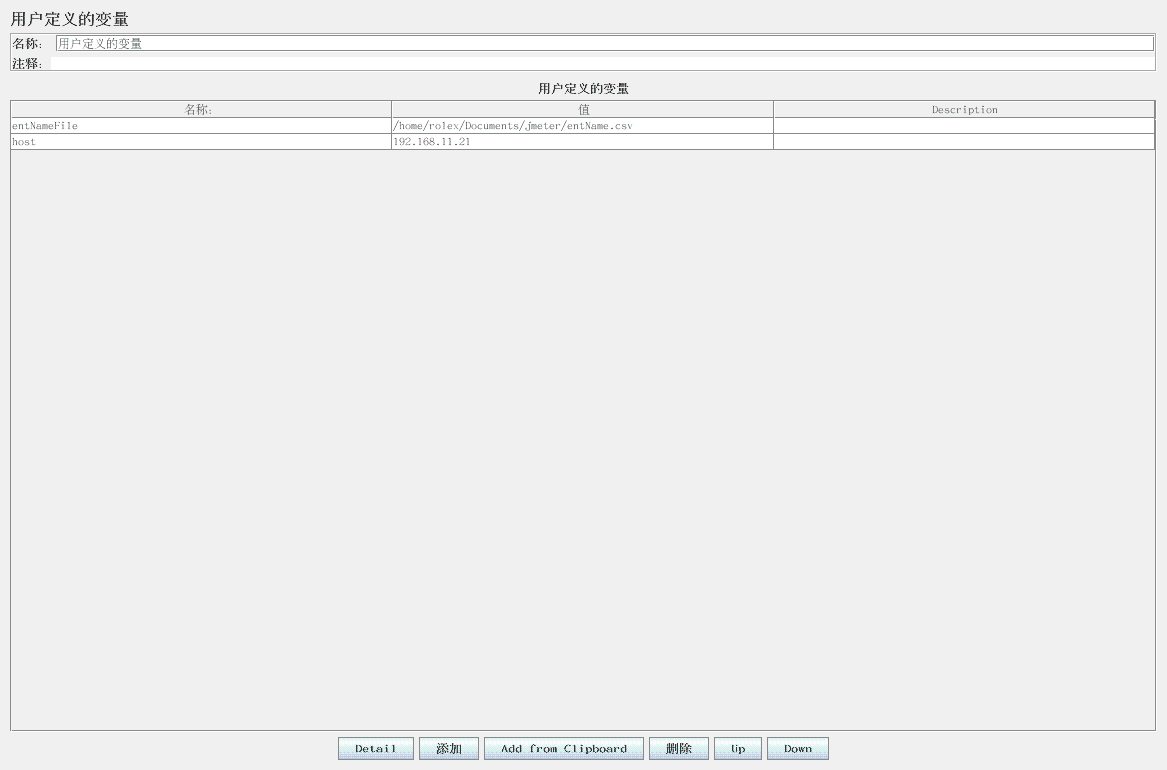 用户定义的变量
名称： 用户定义的变量
注释：
用户定义的变量
名称: 值 Description
entNameFile /home/rolex/Documents/jmeter/entName.csv
host 192.168.11.21
Detail 添加 Add from Clipboard 删除 Up Down